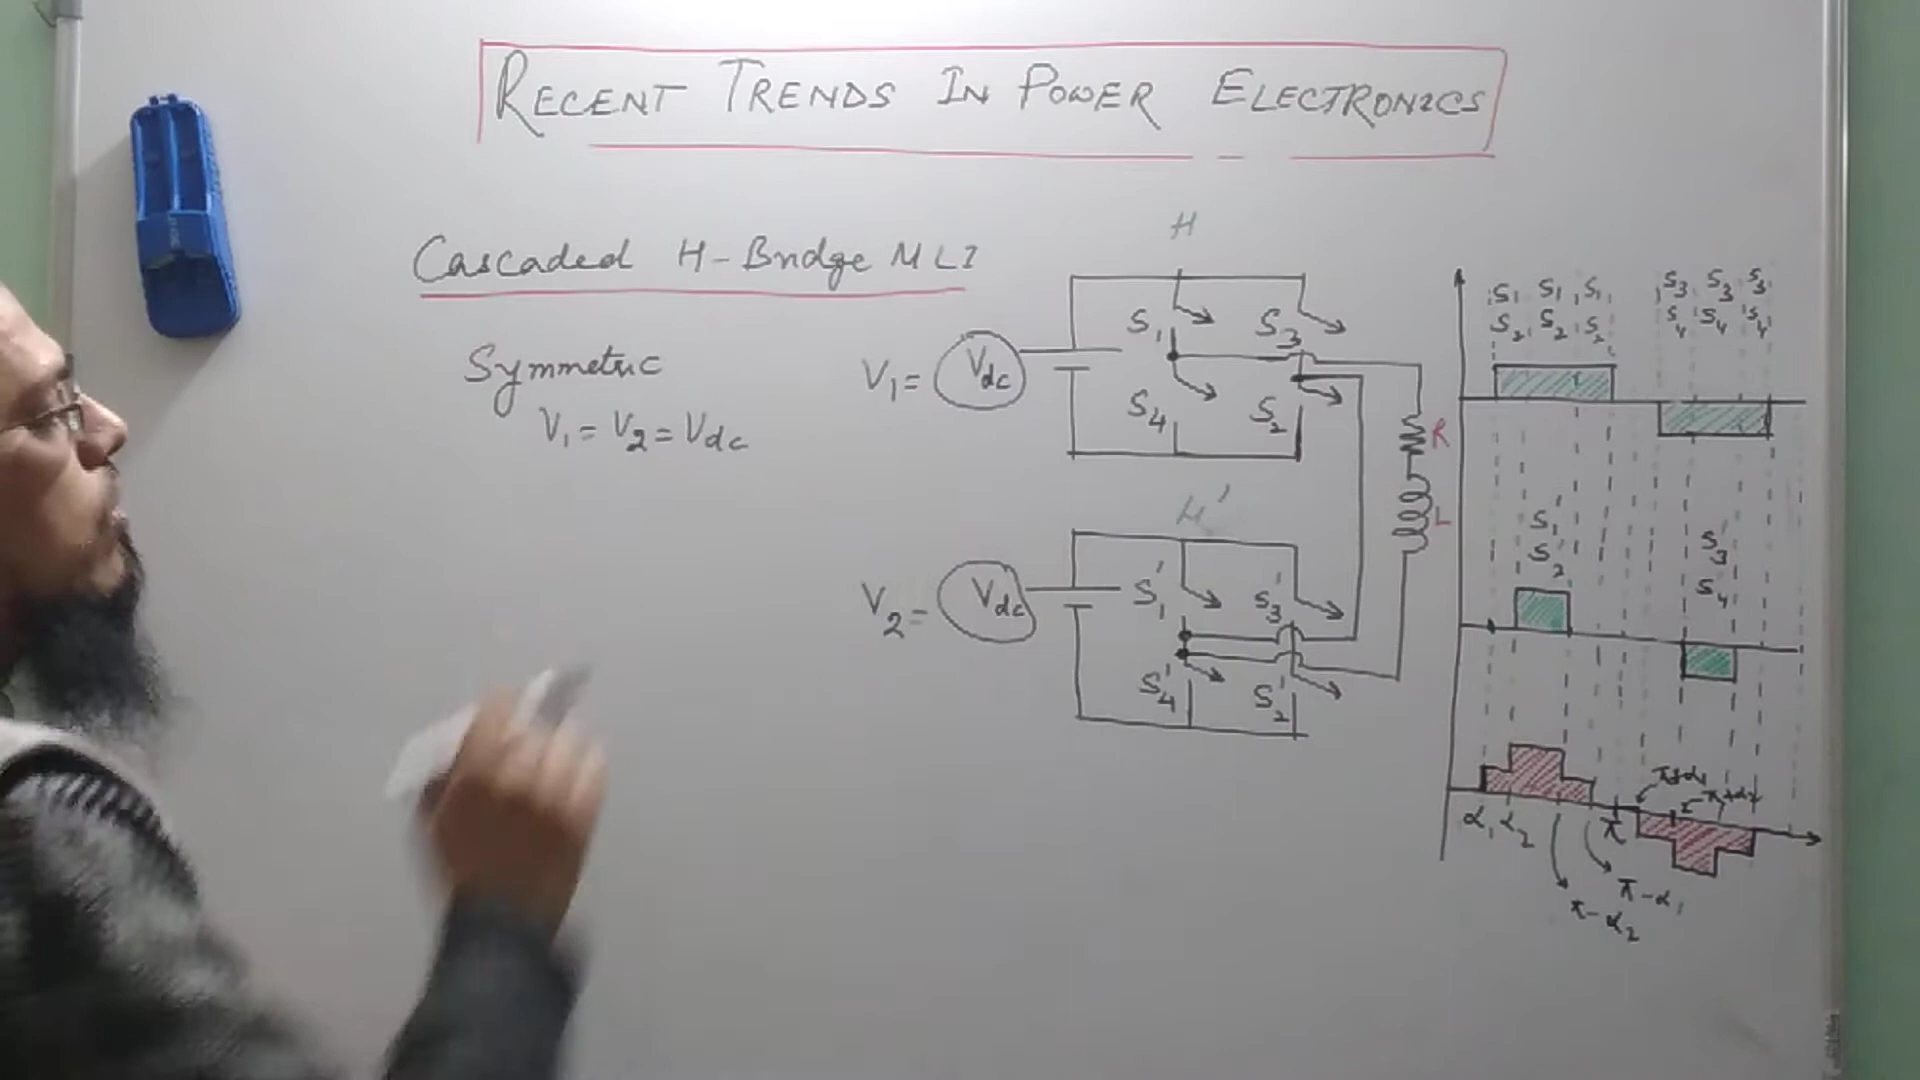 RECENT TRENDS IN POWER ELECTRONICS
Cascaded H-Bridge MLI
Symmetric
V1 = V2 = Vdc
H
V1 = Vdc
S1 S3
S4 S2
R
L
H'
V2 = Vdc
S1' S3'
S4' S2'
S1 S1 S1 S3 S3 S3
S2 S2 S2 S4 S4 S4
S1' S3'
S2' S4
π+α1
π+α2
α1 α2 π
π-α1
π-α2